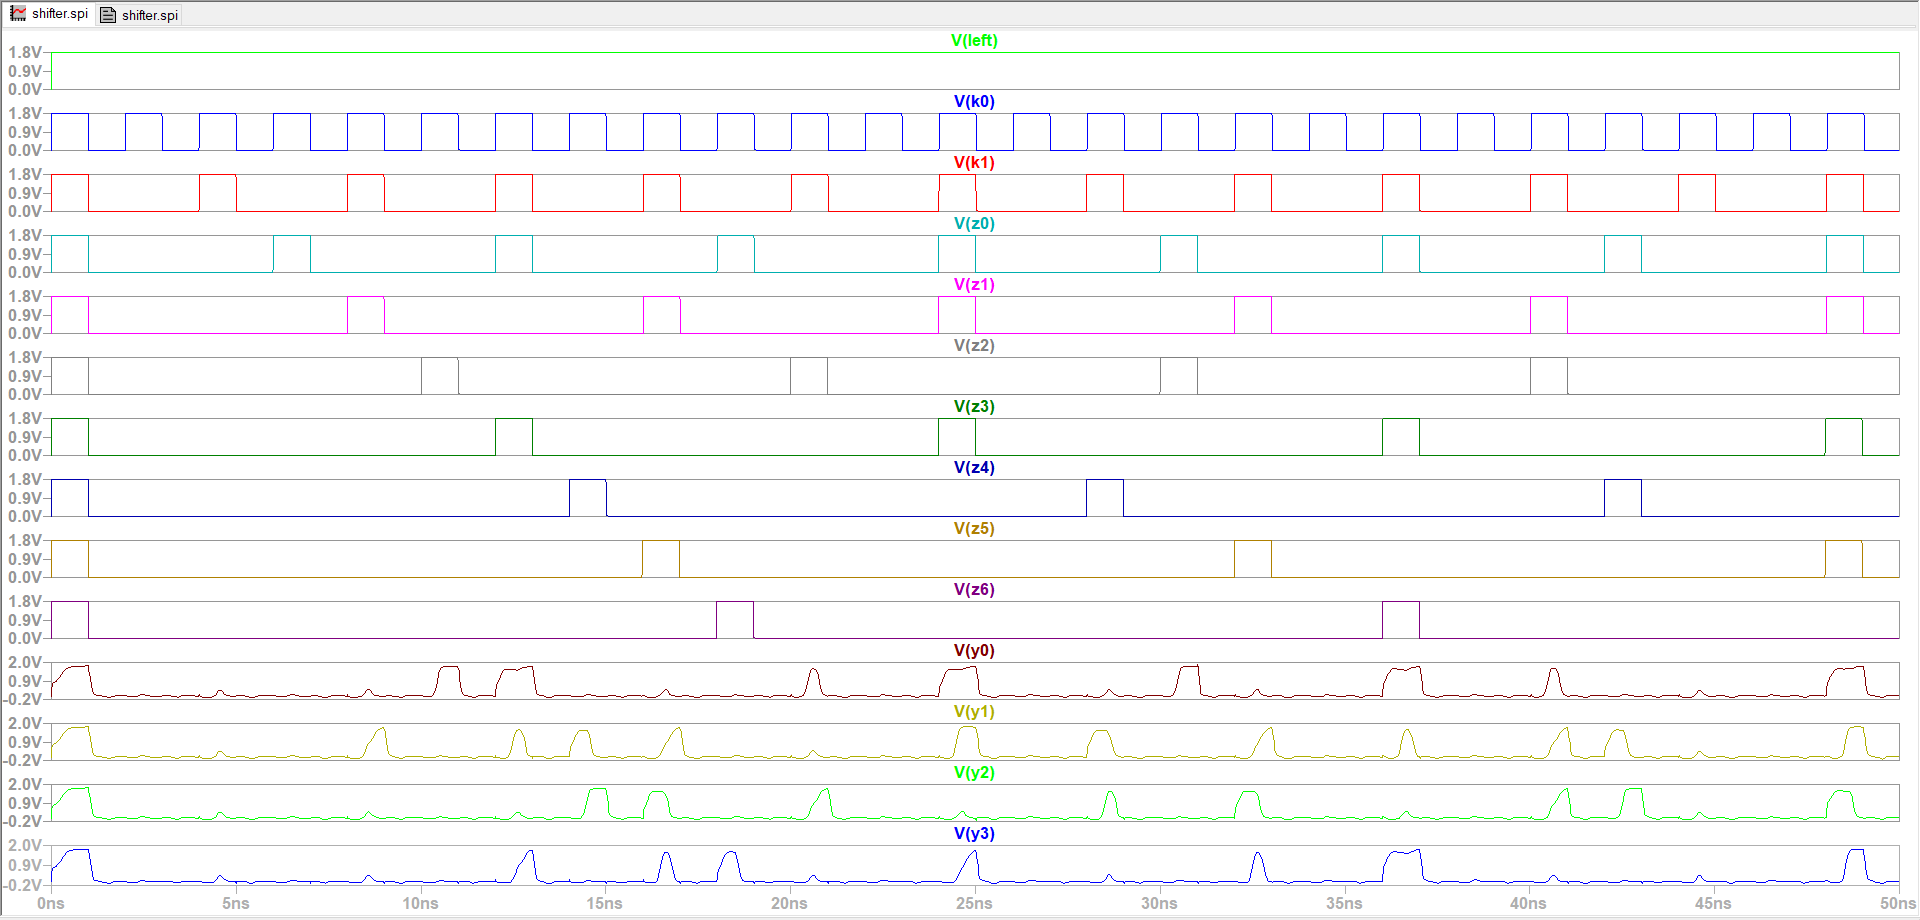 shifter.spi shifter.spi
V(left)
1.8V
0.9V
0.0V
V(k0)
1.8V
0.9V
0.0V
V(k1)
1.8V
0.9V
0.0V
V(z0)
1.8V
0.9V
0.0V
V(z1)
1.8V
0.9V
0.0V
V(z2)
1.8V
0.9V
0.0V
V(z3)
1.8V
0.9V
0.0V
V(z4)
1.8V
0.9V
0.0V
V(z5)
1.8V
0.9V
0.0V
V(z6)
1.8V
0.9V
0.0V
V(y0)
2.0V
0.9V
-0.2V
V(y1)
2.0V
0.9V
-0.2V
V(y2)
2.0V
0.9V
-0.2V
V(y3)
2.0V
0.9V
-0.2V
0ns 5ns 10ns 15ns 20ns 25ns 30ns 35ns 40ns 45ns 50ns